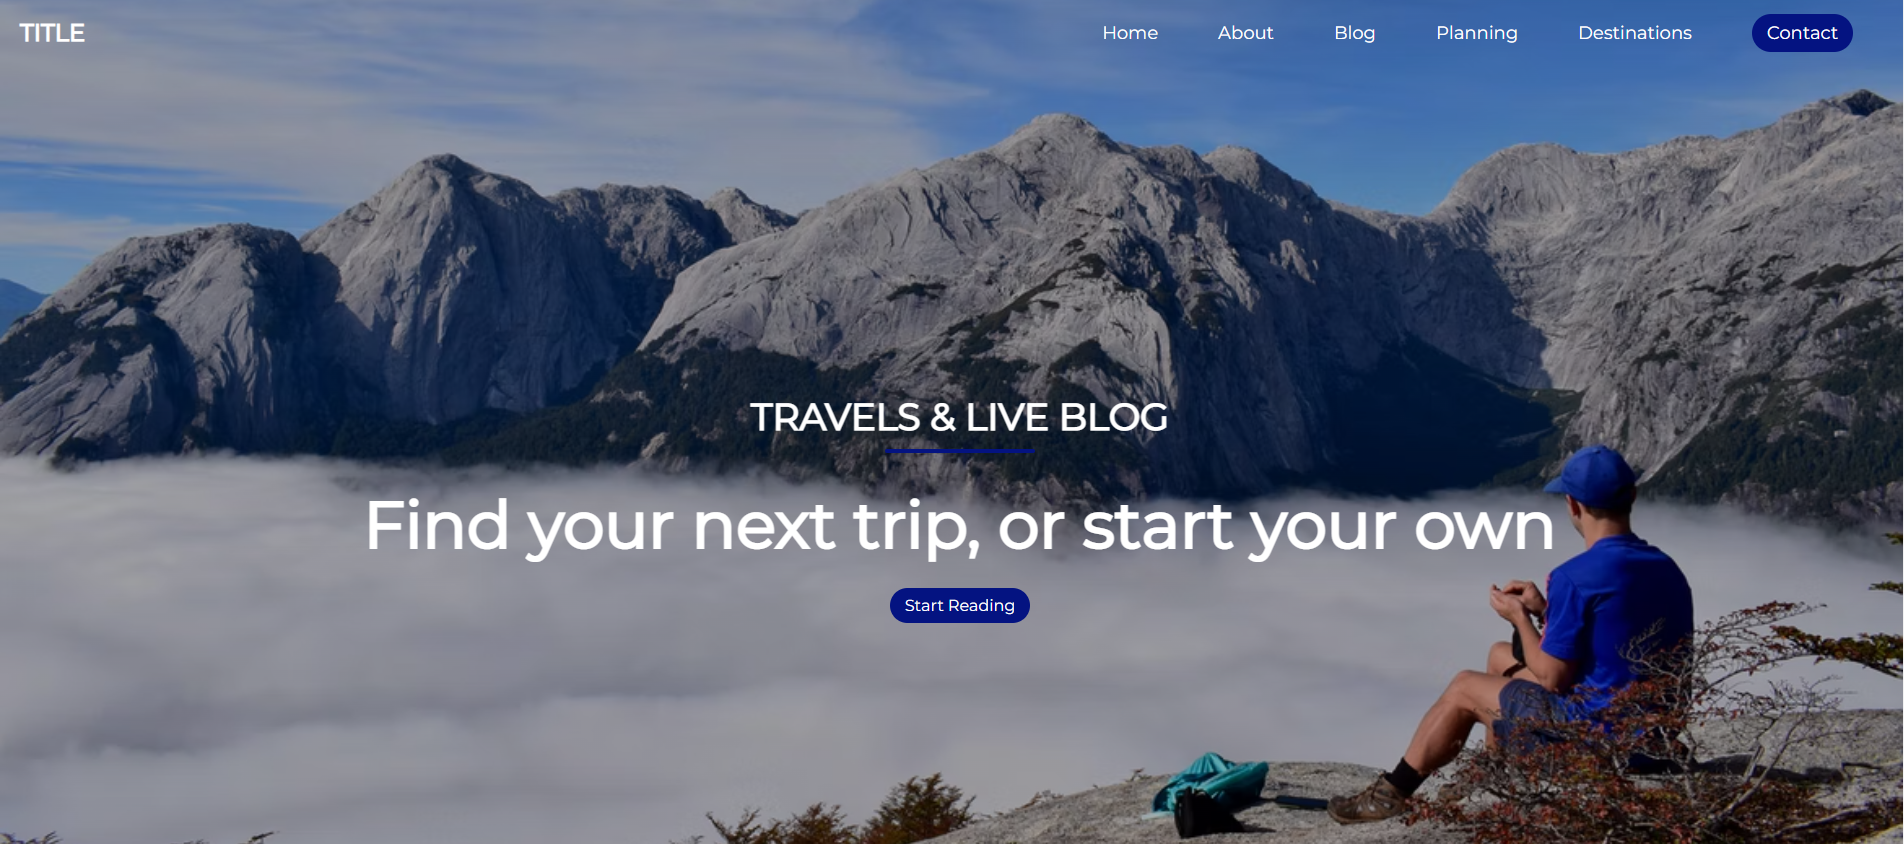 TITLE
Home About Blog Planning Destinations Contact
TRAVELS & LIVE BLOG
Find your next trip, or start your own
Start Reading